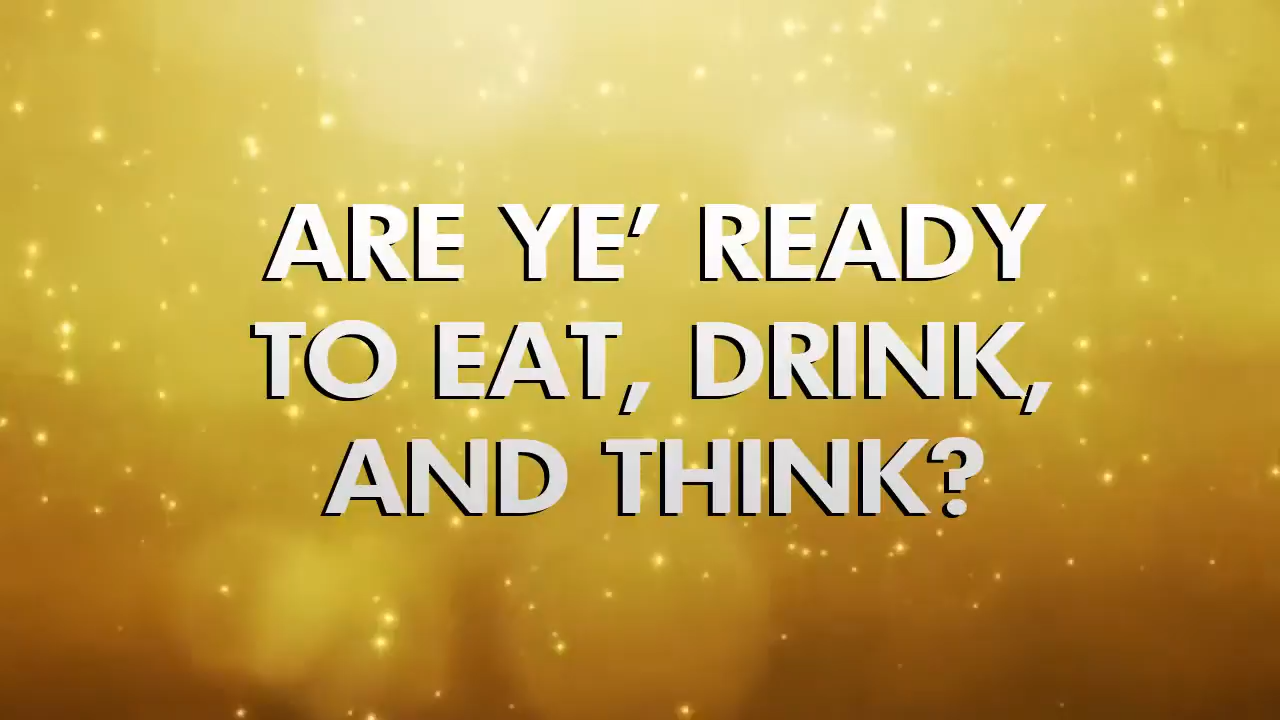 ARE YE’ READY
TO EAT, DRINK,
AND THINK?